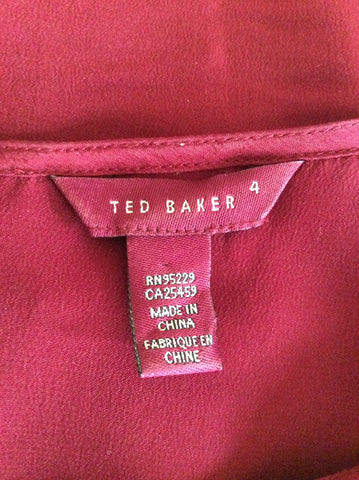 TED BAKER 4
RN95229
CA25459
MADE IN
CHINA
FABRIQUE EN
CHINE